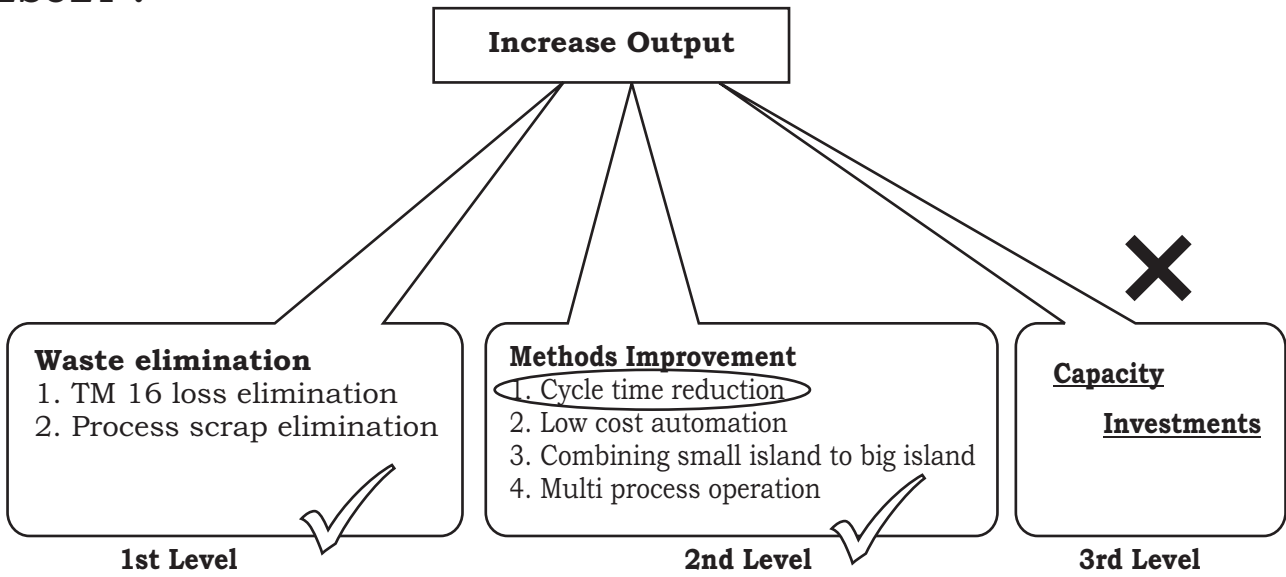 Increase Output
Waste elimination
1. TM 16 loss elimination
2. Process scrap elimination
1st Level
Methods Improvement
1. Cycle time reduction
2. Low cost automation
3. Combining small island to big island
4. Multi process operation
2nd Level
Capacity
Investments
3rd Level